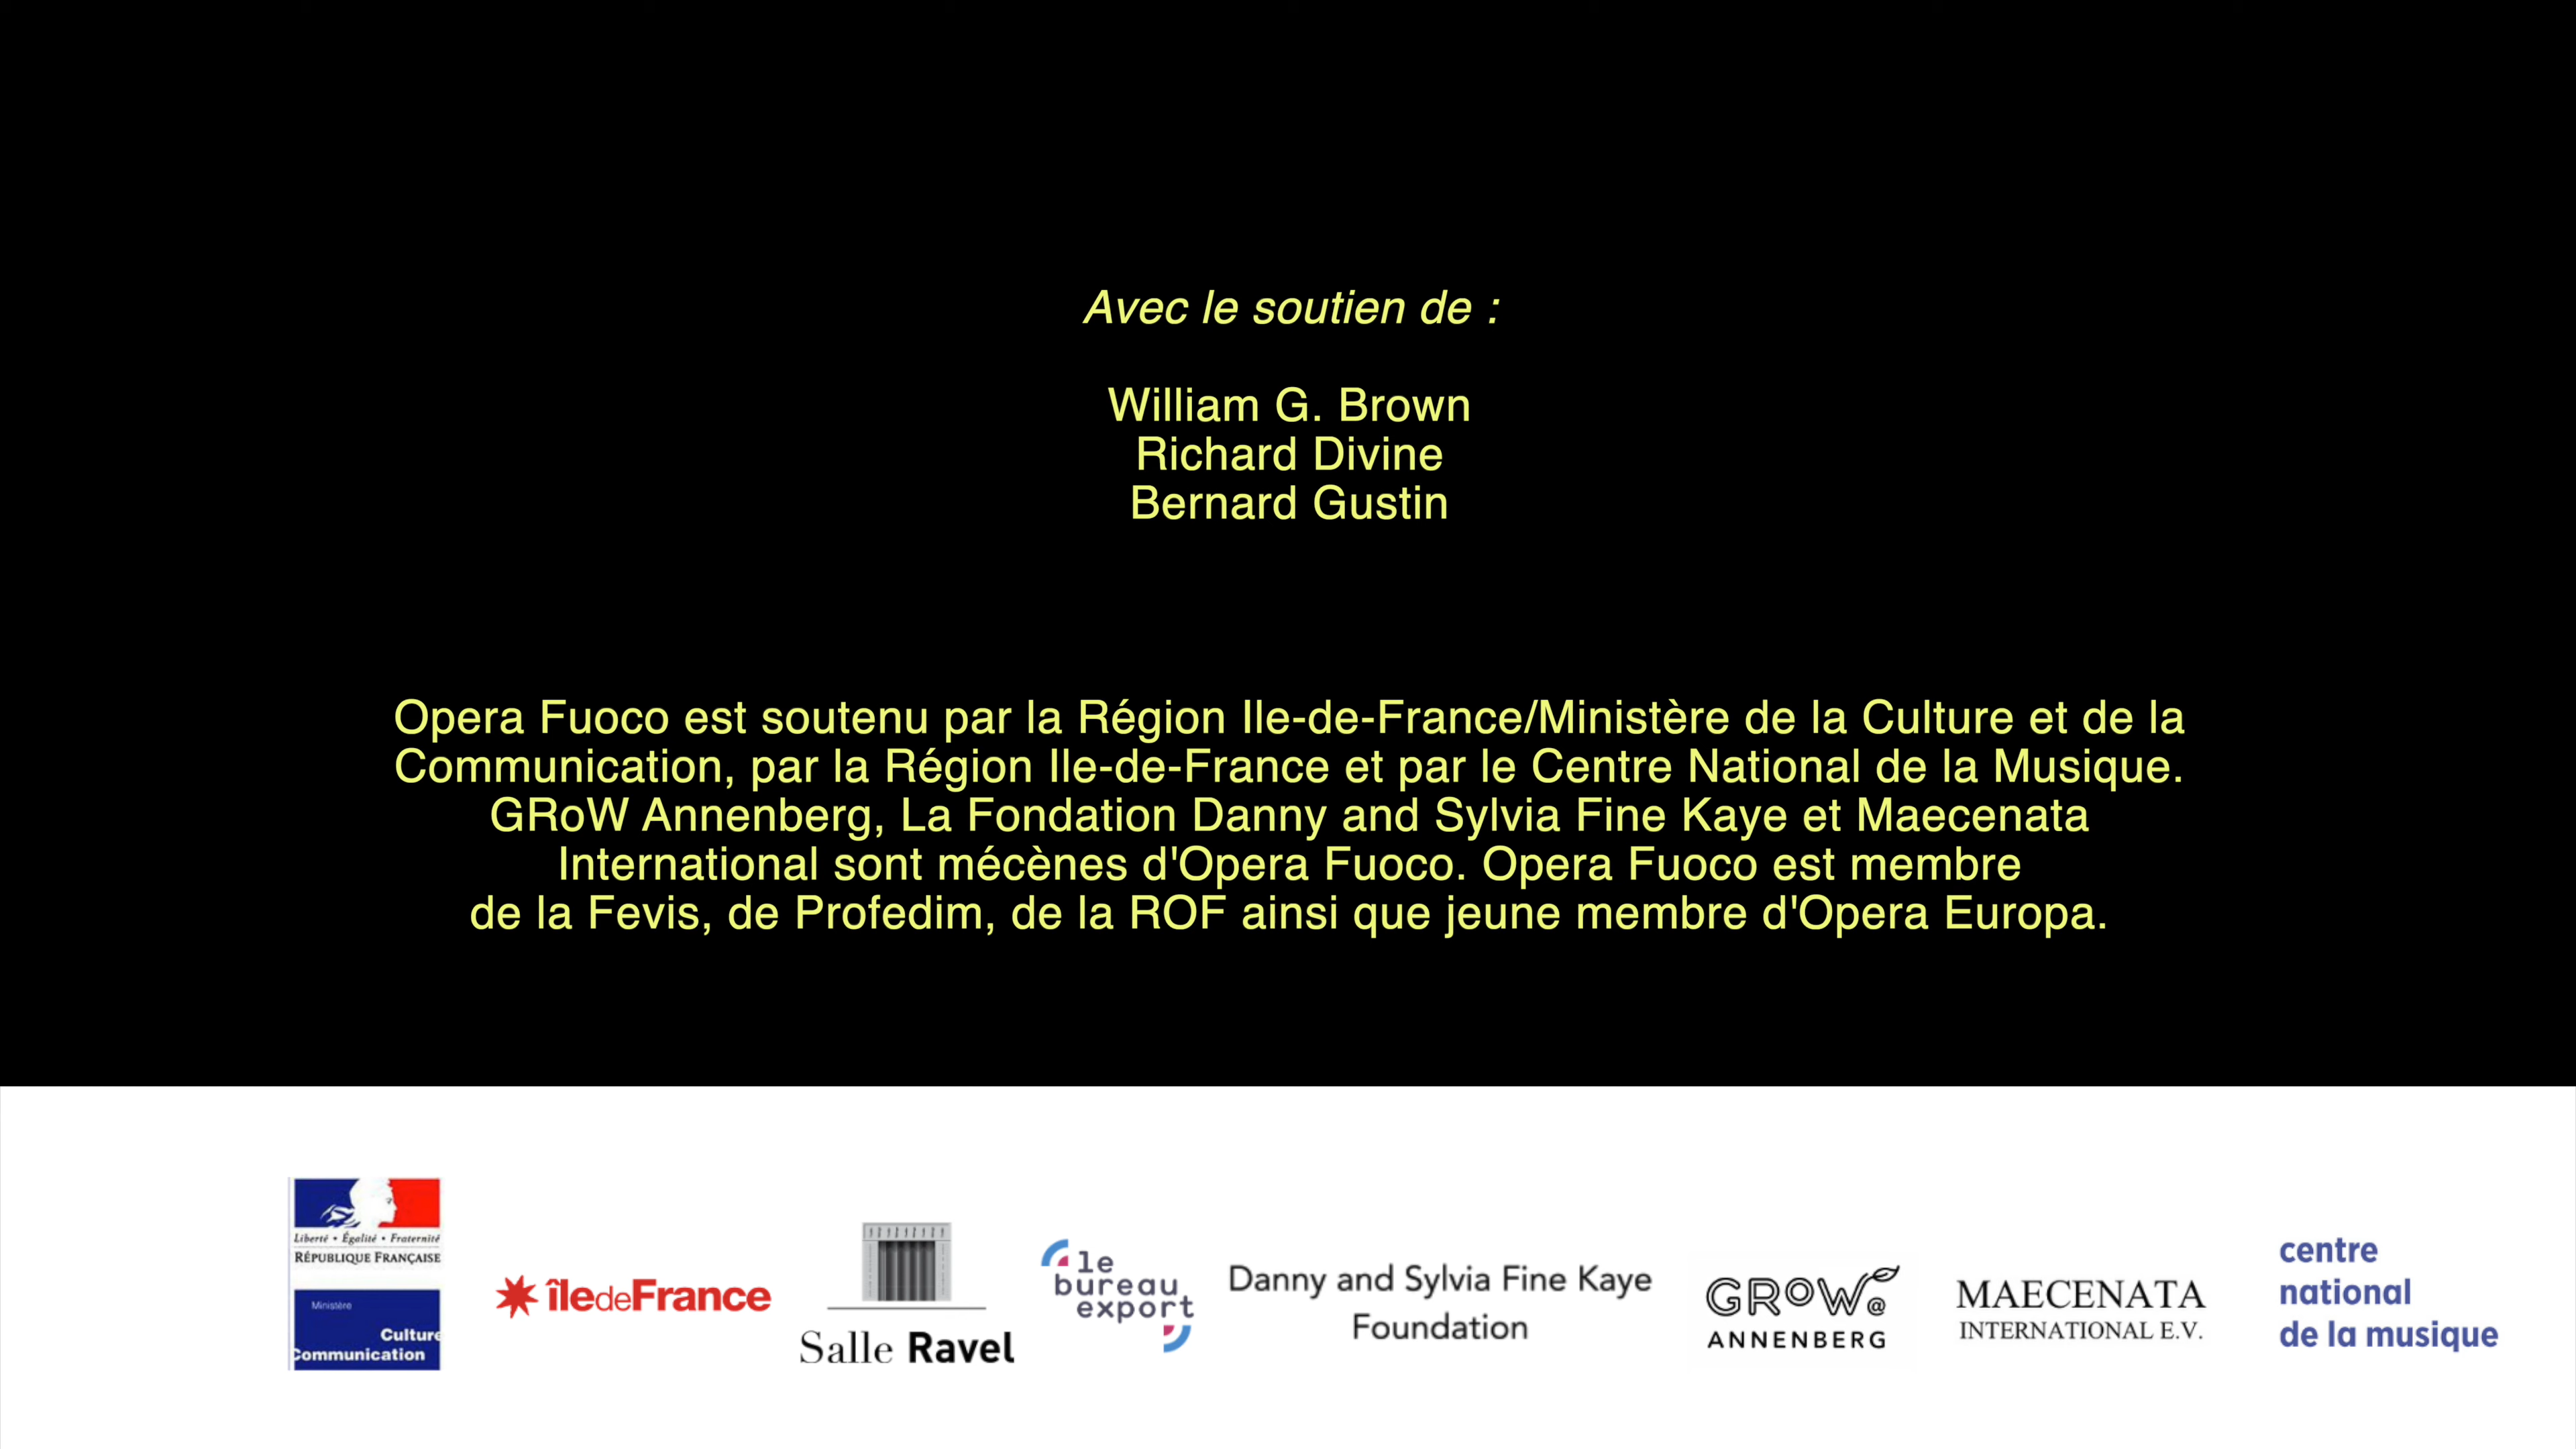 Avec le soutien de :
William G. Brown
Richard Divine
Bernard Gustin
Opera Fuoco est soutenu par la Région Ile-de-France/Ministère de la Culture et de la
Communication, par la Région Ile-de-France et par le Centre National de la Musique.
GRoW Annenberg, La Fondation Danny and Sylvia Fine Kaye et Maecenata
International sont mécènes d'Opera Fuoco. Opera Fuoco est membre
de la Fevis, de Profedim, de la ROF ainsi que jeune membre d'Opera Europa.
Liberté • Égalité • Fraternité
RÉPUBLIQUE FRANÇAISE
Ministère
Culture
Communication
îledeFrance
Salle Ravel
le
bureau
export
Danny and Sylvia Fine Kaye
Foundation
GROW@
ANNENBERG
MAECENATA
INTERNATIONAL E.V.
centre
national
de la musique